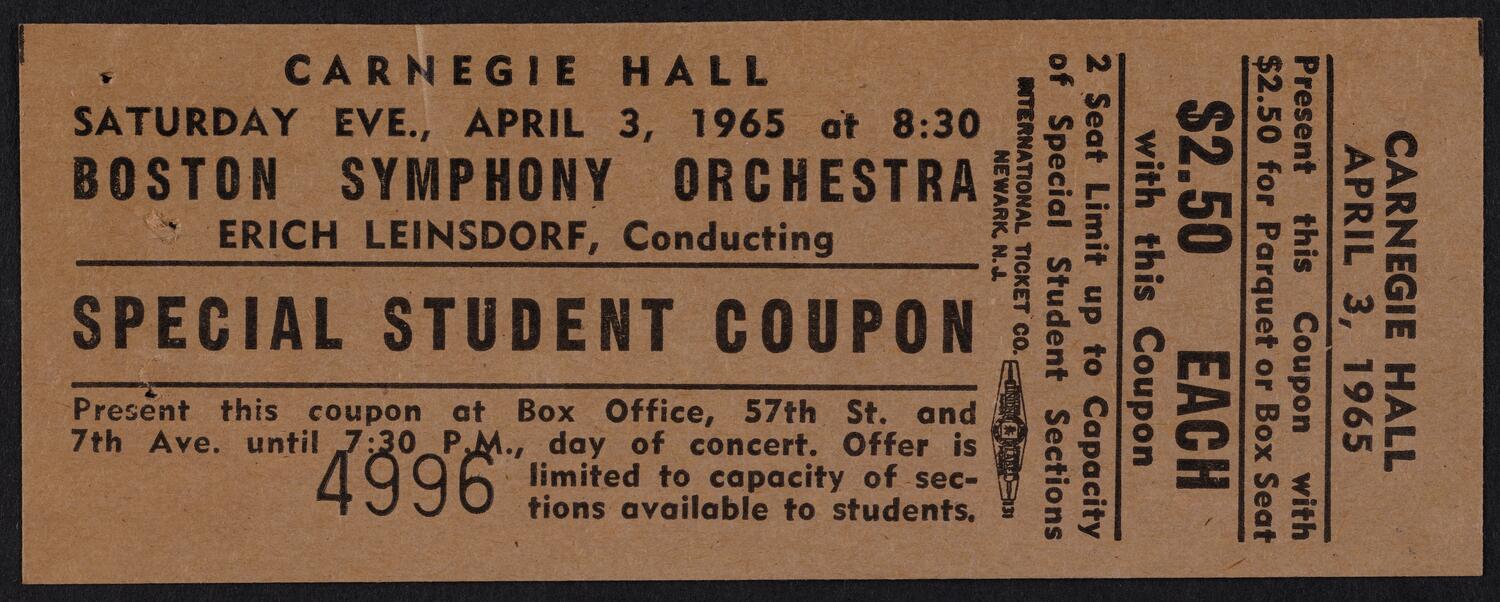 CARNEGIE HALL
SATURDAY EVE., APRIL 3, 1965 at 8:30
BOSTON SYMPHONY ORCHESTRA
ERICH LEINSDORF, Conducting
SPECIAL STUDENT COUPON
Present this coupon at Box Office, 57th St. and
7th Ave. until 7:30 P.M., day of concert. Offer is
limited to capacity of sec-
tions available to students.
4996
CARNEGIE HALL
APRIL 3, 1965
Present this Coupon with
$2.50 for Parquet or Box Seat
$2.50 EACH
with this Coupon
2 Seat Limit up to Capacity
of Special Student Sections
INTERNATIONAL TICKET CO.
NEWARK, N.J.
131